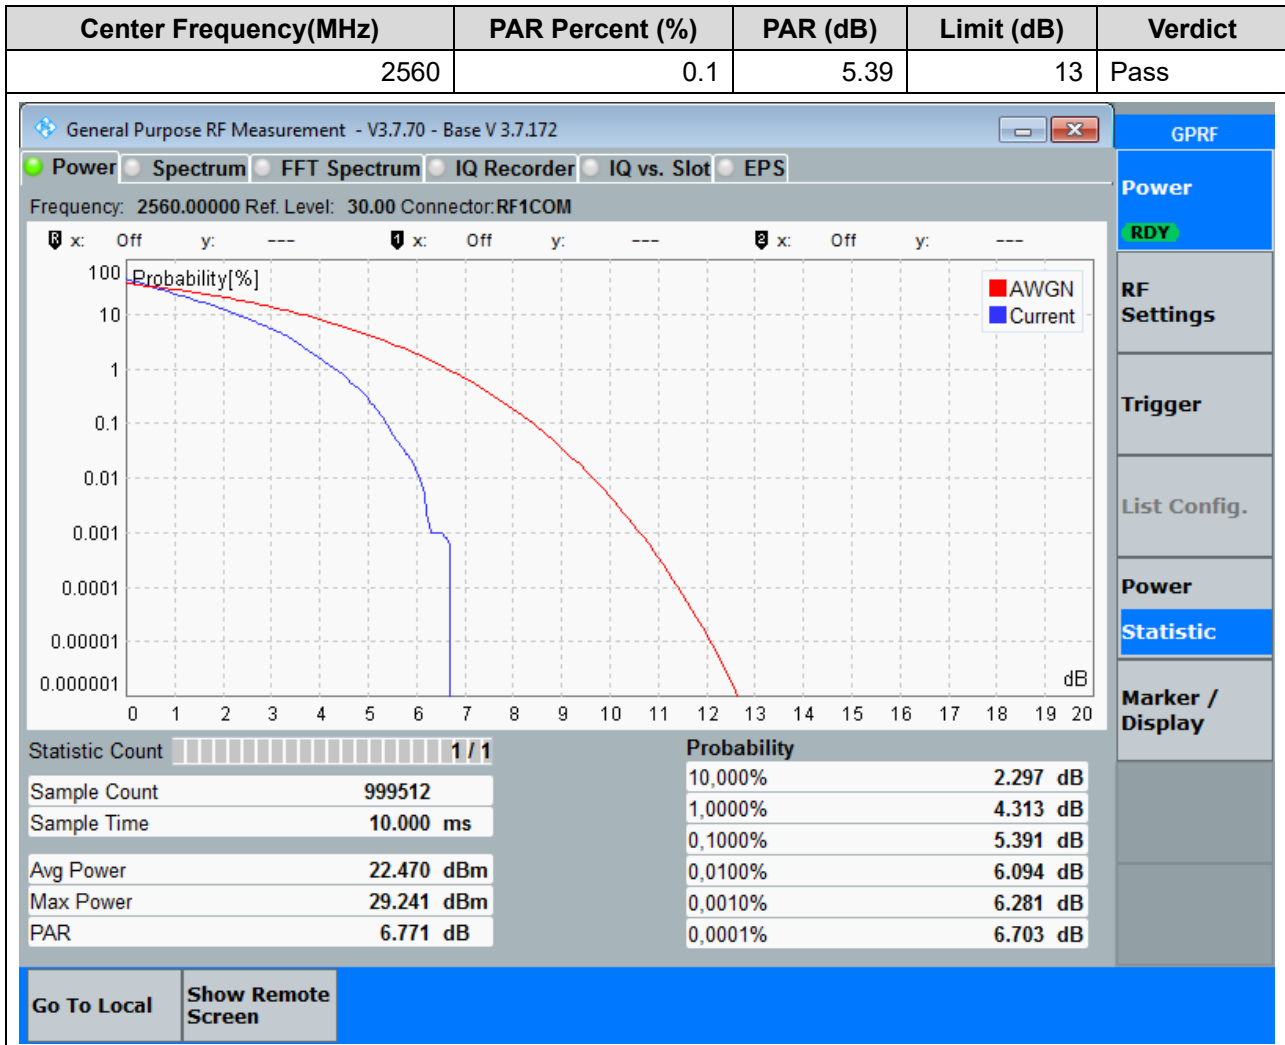 Center Frequency(MHz) PAR Percent (%) PAR (dB) Limit (dB) Verdict
2560 0.1 5.39 13 Pass
General Purpose RF Measurement - V3.7.70 - Base V 3.7.172
GPRF
Power Spectrum FFT Spectrum IQ Recorder IQ vs. Slot EPS
Frequency: 2560.00000 Ref. Level: 30.00 Connector: RF1COM
R x: Off y: --- 1 x: Off y: --- 2 x: Off y: ---
Probability[%]
AWGN
Current
100
10
1
0.1
0.01
0.001
0.0001
0.00001
0.000001
dB
0 1 2 3 4 5 6 7 8 9 10 11 12 13 14 15 16 17 18 19 20
Statistic Count 1 / 1
Sample Count 999512
Sample Time 10.000 ms
Avg Power 22.470 dBm
Max Power 29.241 dBm
PAR 6.771 dB
Probability
10,000% 2.297 dB
1,0000% 4.313 dB
0,1000% 5.391 dB
0,0100% 6.094 dB
0,0010% 6.281 dB
0,0001% 6.703 dB
Power
RDY
RF
Settings
Trigger
List Config.
Power
Statistic
Marker /
Display
Go To Local
Show Remote
Screen